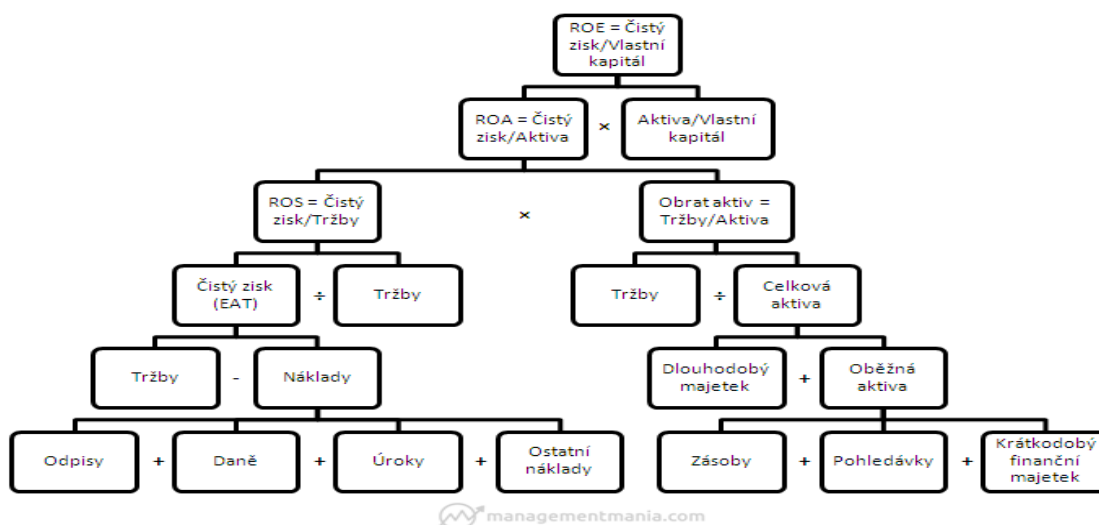 ROE = Čistý
zisk/Vlastní
kapitál
ROA = Čistý
zisk/Aktiva
×
Aktiva/Vlastní
kapitál
ROS = Čistý
zisk/Tržby
×
Obrat aktiv =
Tržby/Aktiva
Čistý zisk
(EAT)
÷
Tržby
Tržby
÷
Celková
aktiva
Tržby
-
Náklady
Dlouhodobý
majetek
+
Oběžná
aktiva
Odpisy
+
Daně
+
Úroky
+
Ostatní
náklady
Zásoby
+
Pohledávky
+
Krátkodobý
finanční
majetek
managementmania.com